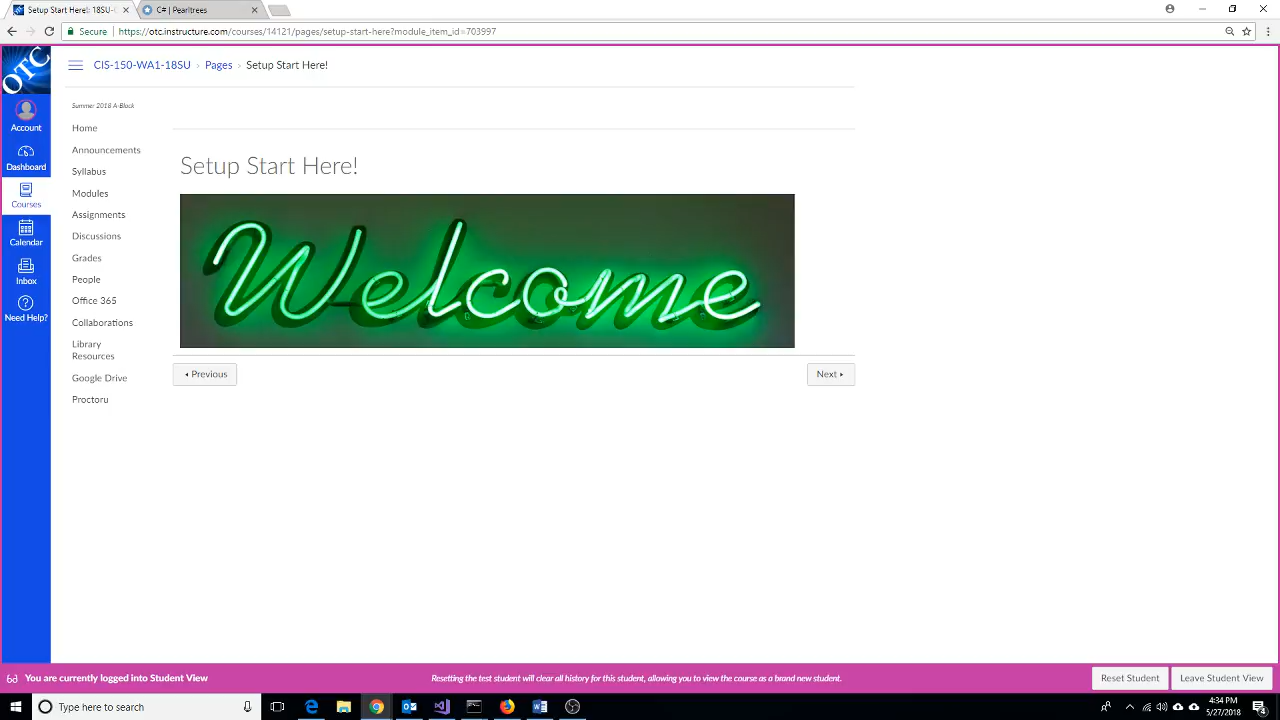 Setup Start Here!: 18SU-C
C# | Pearltrees
Secure
https://otc.instructure.com/courses/14121/pages/setup-start-here?module_item_id=703997
OTC
Account
Dashboard
Courses
Calendar
Inbox
Need Help?
CIS-150-WA1-18SU › Pages › Setup Start Here!
Summer 2018 A-Block
Home
Announcements
Syllabus
Modules
Assignments
Discussions
Grades
People
Office 365
Collaborations
Library
Resources
Google Drive
Proctoru
Setup Start Here!
Welcome
Previous
Next
You are currently logged into Student View
Resetting the test student will clear all history for this student, allowing you to view the course as a brand new student.
Reset Student
Leave Student View
Type here to search
4:34 PM
5/27/2018